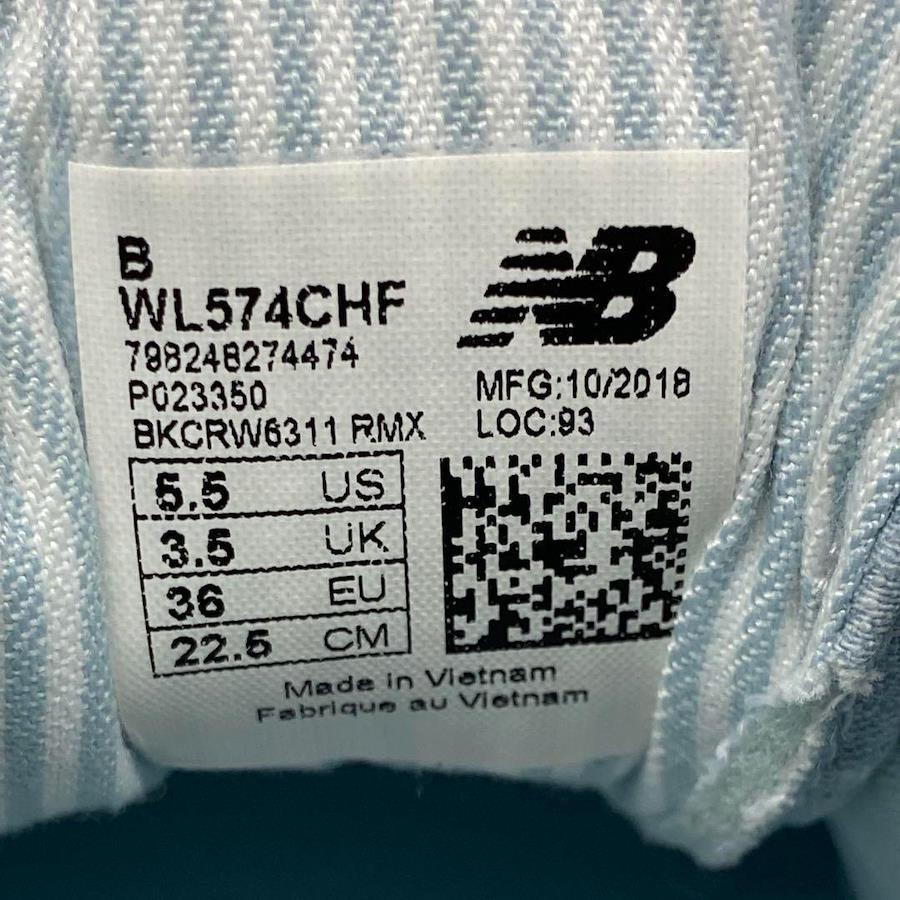 B
WL574CHF
NB
798248274474
P023350
BKCRW6311 RMX
MFG:10/2018
LOC:93
5.5 US
3.5 UK
36 EU
22.5 CM
Made in Vietnam
Fabrique au Vietnam